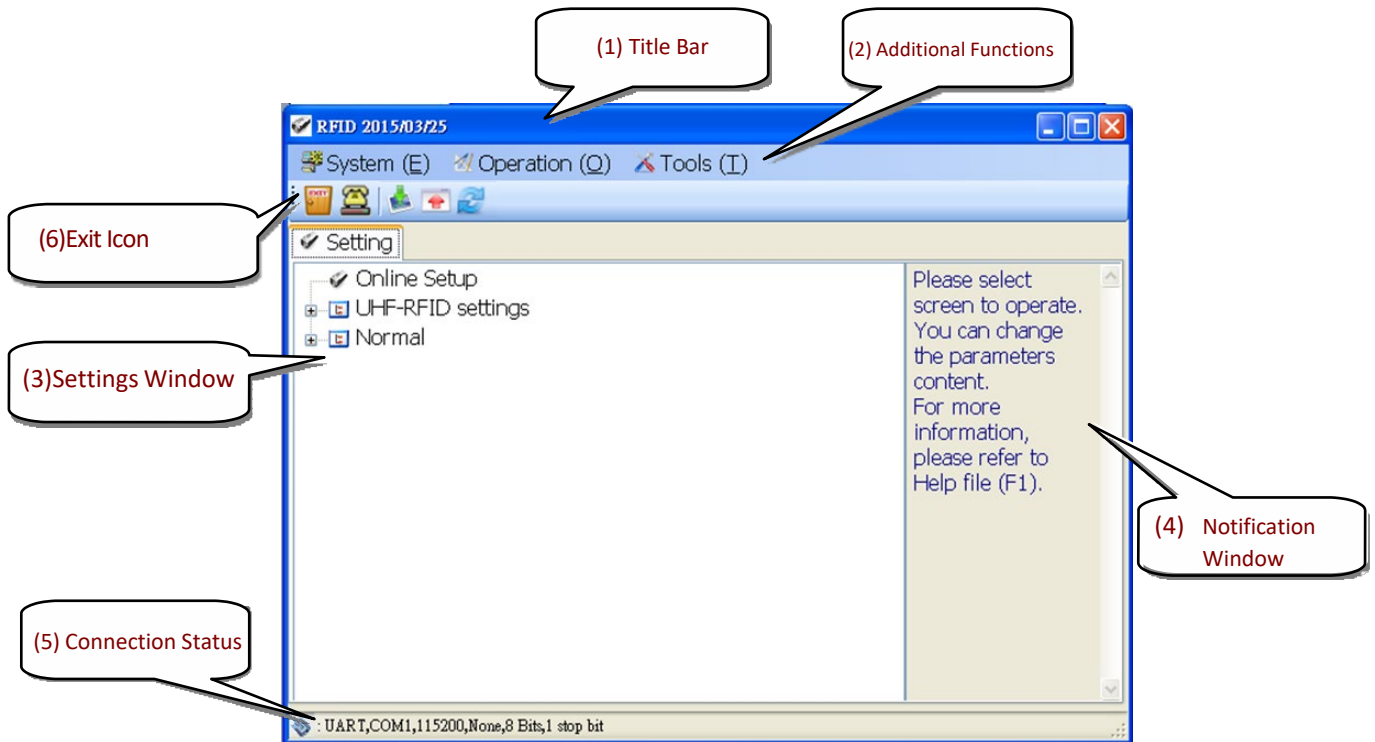 (1) Title Bar
(2) Additional Functions
RFID 2015/03/25
System (E) Operation (O) Tools (T)
EXIT
(6)Exit Icon
Setting
Online Setup
UHF-RFID settings
Normal
Please select
screen to operate.
You can change
the parameters
content.
For more
information,
please refer to
Help file (F1).
(3)Settings Window
(4) Notification
Window
(5) Connection Status
: UART,COM1,115200,None,8 Bits,1 stop bit